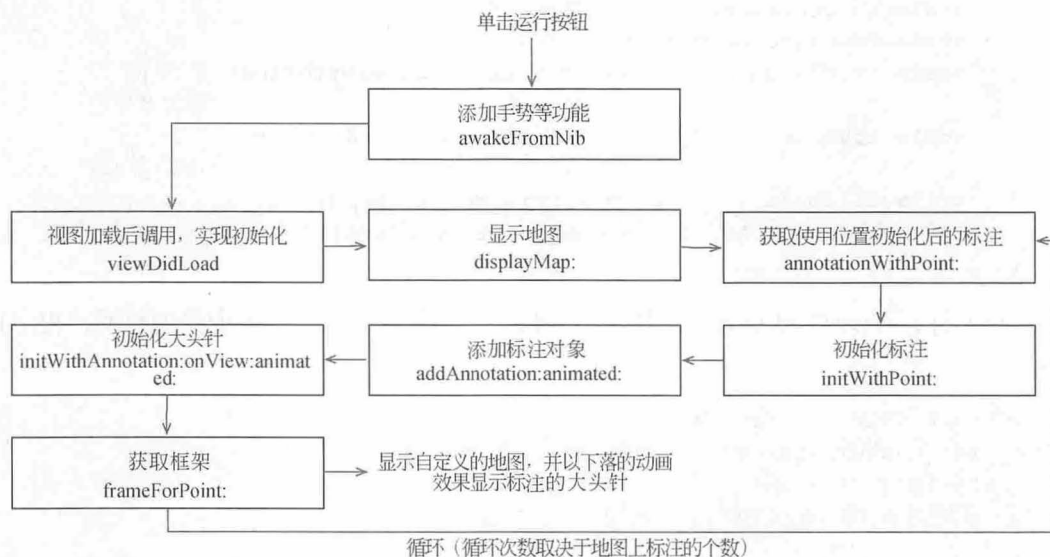 单击运行按钮
添加手势等功能
awakeFromNib
视图加载后调用，实现初始化
viewDidLoad
显示地图
displayMap:
获取使用位置初始化后的标注
annotationWithPoint:
初始化标注
initWithPoint:
添加标注对象
addAnnotation:animated:
初始化大头针
initWithAnnotation:onView:animat
ed:
获取框架
frameForPoint:
显示自定义的地图，并以下落的动画
效果显示标注的大头针
循环（循环次数取决于地图上标注的个数）